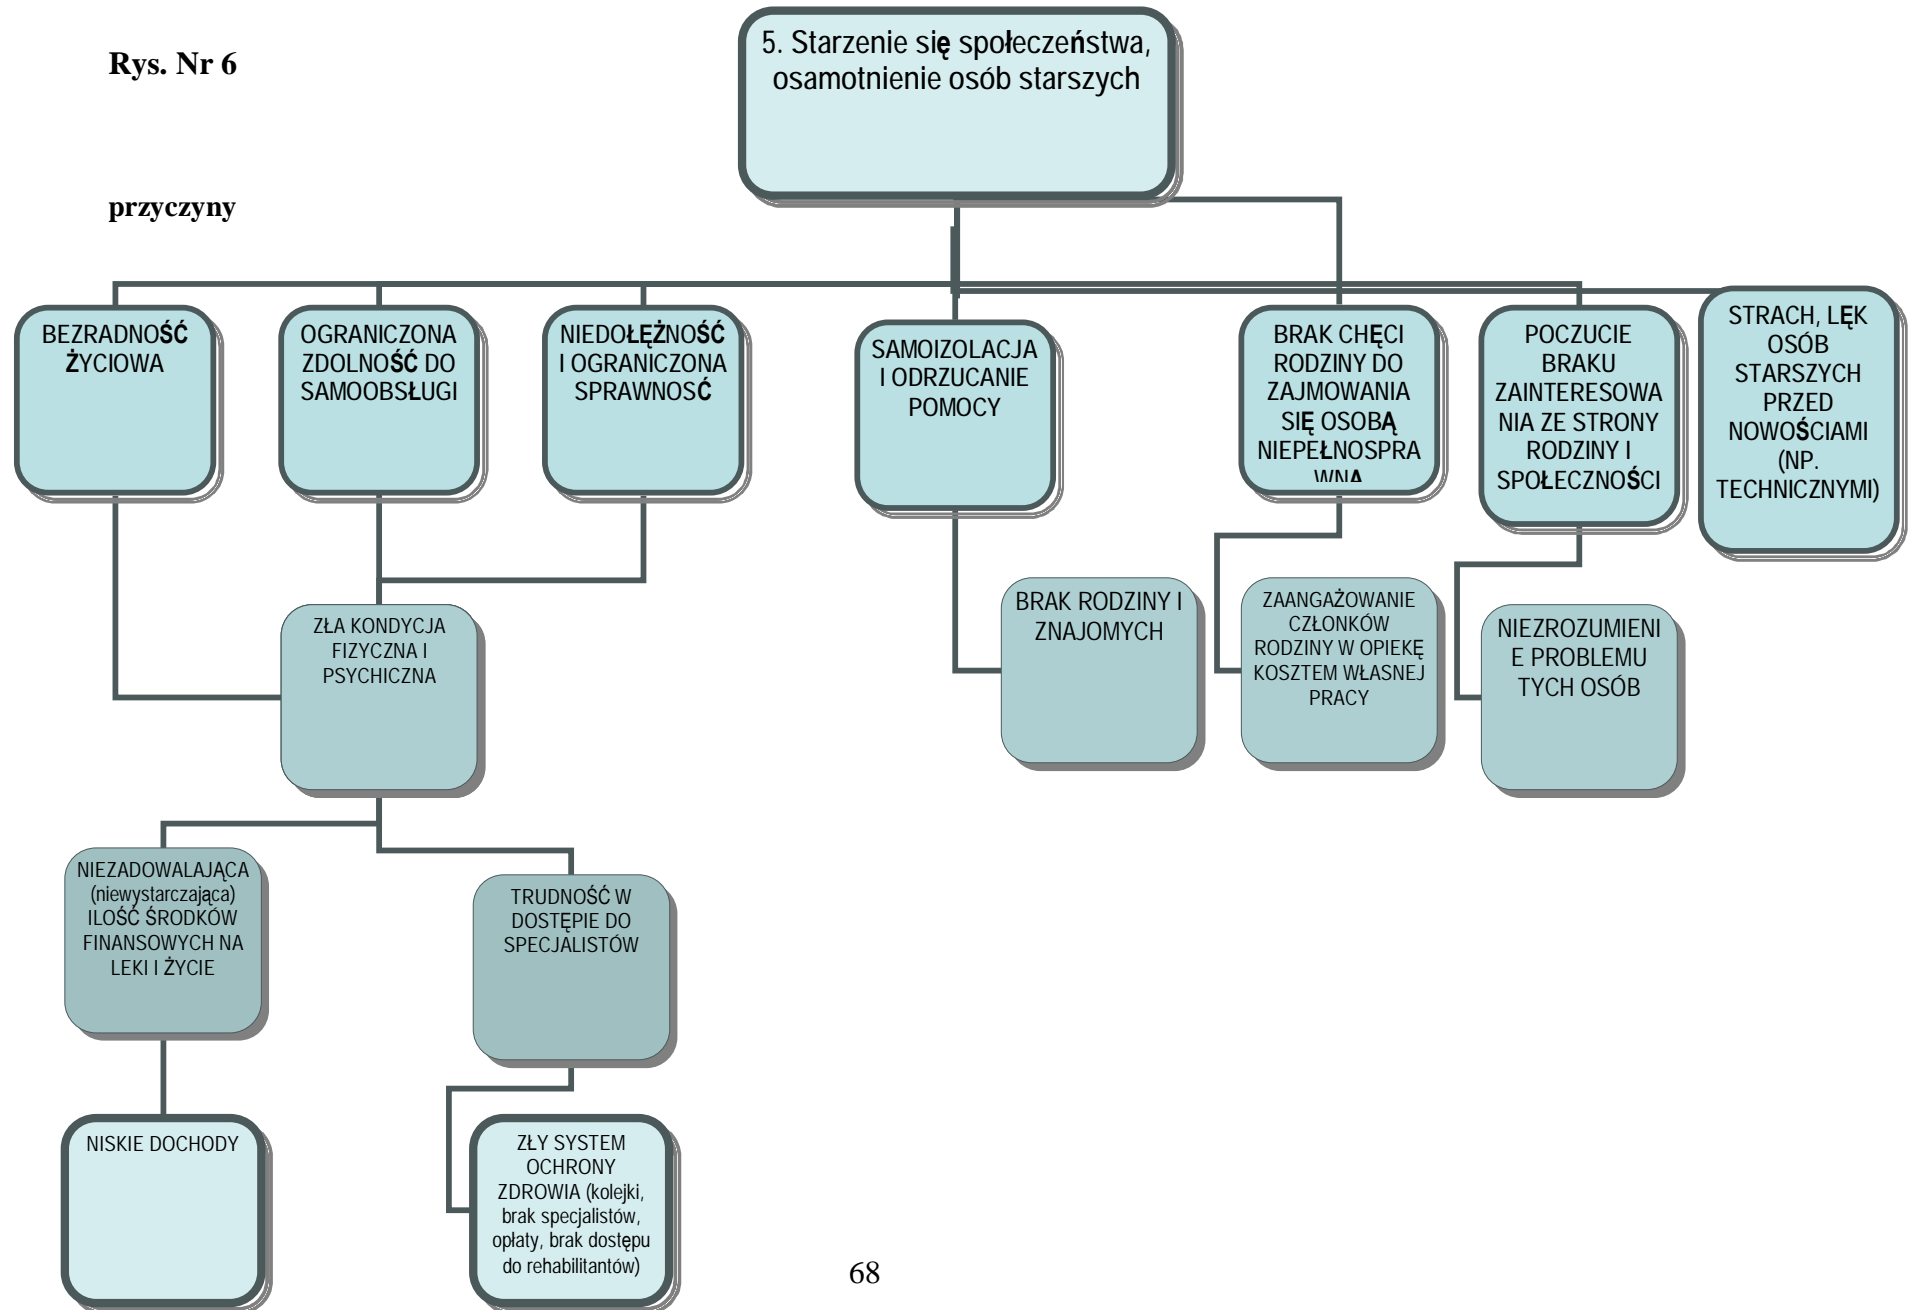 Rys. Nr 6
5. Starzenie się społeczeństwa,
osamotnienie osób starszych
przyczyny
BEZRADNOŚĆ
ŻYCIOWA
OGRANICZONA
ZDOLNOŚĆ DO
SAMOOBSŁUGI
NIEDOŁĘŻNOŚĆ
I OGRANICZONA
SPRAWNOSĆ
SAMOIZOLACJA
I ODRZUCANIE
POMOCY
BRAK CHĘCI
RODZINY DO
ZAJMOWANIA
SIĘ OSOBĄ
NIEPEŁNOSPRA
WNĄ
POCZUCIE
BRAKU
ZAINTERESOWA
NIA ZE STRONY
RODZINY I
SPOŁECZNOŚCI
STRACH, LĘK
OSÓB
STARSZYCH
PRZED
NOWOŚCIAMI
(NP.
TECHNICZNYMI)
ZŁA KONDYCJA
FIZYCZNA I
PSYCHICZNA
BRAK RODZINY I
ZNAJOMYCH
ZAANGAŻOWANIE
CZŁONKÓW
RODZINY W OPIEKĘ
KOSZTEM WŁASNEJ
PRACY
NIEZROZUMIENI
E PROBLEMU
TYCH OSÓB
NIEZADOWALAJĄCA
(niewystarczająca)
ILOŚĆ ŚRODKÓW
FINANSOWYCH NA
LEKI I ŻYCIE
TRUDNOŚĆ W
DOSTĘPIE DO
SPECJALISTÓW
NISKIE DOCHODY
ZŁY SYSTEM
OCHRONY
ZDROWIA (kolejki,
brak specjalistów,
opłaty, brak dostępu
do rehabilitantów)
68